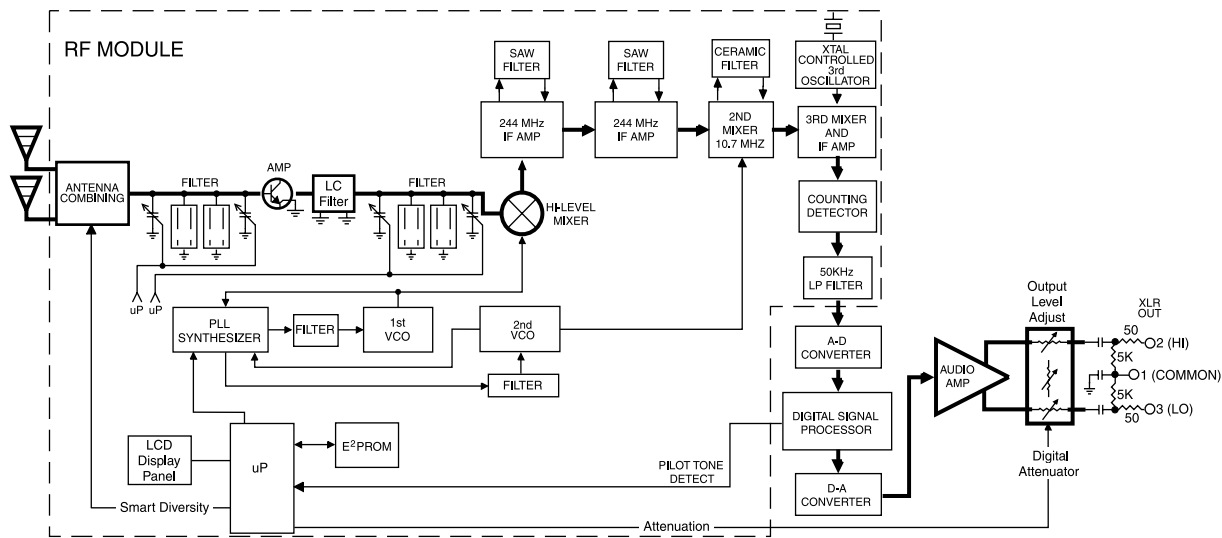 RF MODULE
SAW
FILTER
SAW
FILTER
CERAMIC
FILTER
XTAL
CONTROLLED
3rd
OSCILLATOR
244 MHz
IF AMP
244 MHz
IF AMP
2ND
MIXER
10.7 MHZ
3RD MIXER
AND
IF AMP
ANTENNA
COMBINING
FILTER
AMP
LC
Filter
FILTER
HI-LEVEL
MIXER
COUNTING
DETECTOR
50KHz
LP FILTER
uP
uP
PLL
SYNTHESIZER
FILTER
1st
VCO
2nd
VCO
FILTER
A-D
CONVERTER
AUDIO
AMP
Output
Level
Adjust
XLR
OUT
50
2 (HI)
5K
1 (COMMON)
5K
50
3 (LO)
Digital
Attenuator
DIGITAL SIGNAL
PROCESSOR
D-A
CONVERTER
LCD
Display
Panel
uP
E2PROM
PILOT TONE
DETECT
Smart Diversity
Attenuation